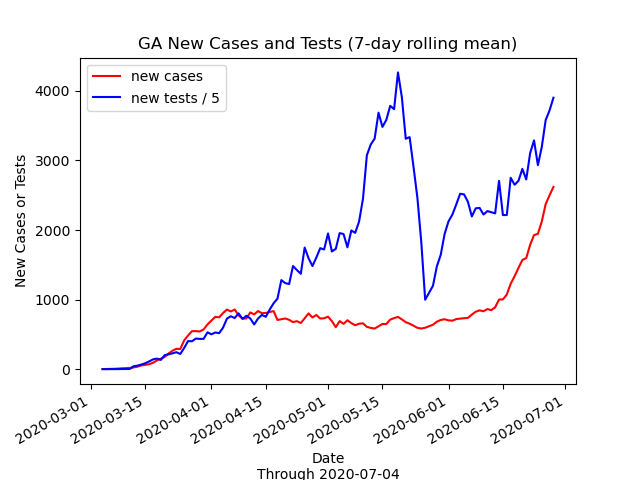 GA New Cases and Tests (7-day rolling mean)
new cases
new tests / 5
New Cases or Tests
4000
3000
2000
1000
0
2020-03-01
2020-03-15
2020-04-01
2020-04-15
2020-05-01
2020-05-15
2020-06-01
2020-06-15
2020-07-01
Date
Through 2020-07-04